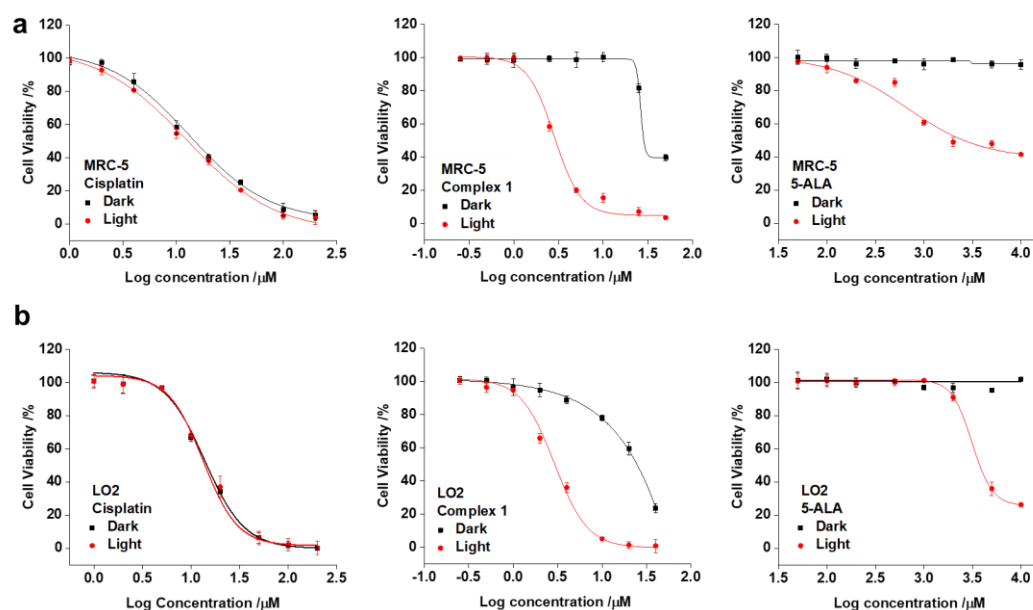 a
120
100
80
60
40
20
0
Cell Viability /%
MRC-5
Cisplatin
Dark
Light
0.0 0.5 1.0 1.5 2.0 2.5
Log concentration /μM
120
100
80
60
40
20
0
Cell Viability /%
MRC-5
Complex 1
Dark
Light
-1.0 -0.5 0.0 0.5 1.0 1.5 2.0
Log concentration /μM
120
100
80
60
40
20
0
Cell Viability /%
MRC-5
5-ALA
Dark
Light
1.5 2.0 2.5 3.0 3.5 4.0
Log concentration /μM
b
120
100
80
60
40
20
0
Cell Viability /%
LO2
Cisplatin
Dark
Light
0.0 0.5 1.0 1.5 2.0 2.5
Log Concentration /μM
120
100
80
60
40
20
0
Cell Viability /%
LO2
Complex 1
Dark
Light
-1.0 -0.5 0.0 0.5 1.0 1.5 2.0
Log concentration /μM
120
100
80
60
40
20
0
Cell Viability /%
LO2
5-ALA
Dark
Light
1.5 2.0 2.5 3.0 3.5 4.0
Log concentration /μM